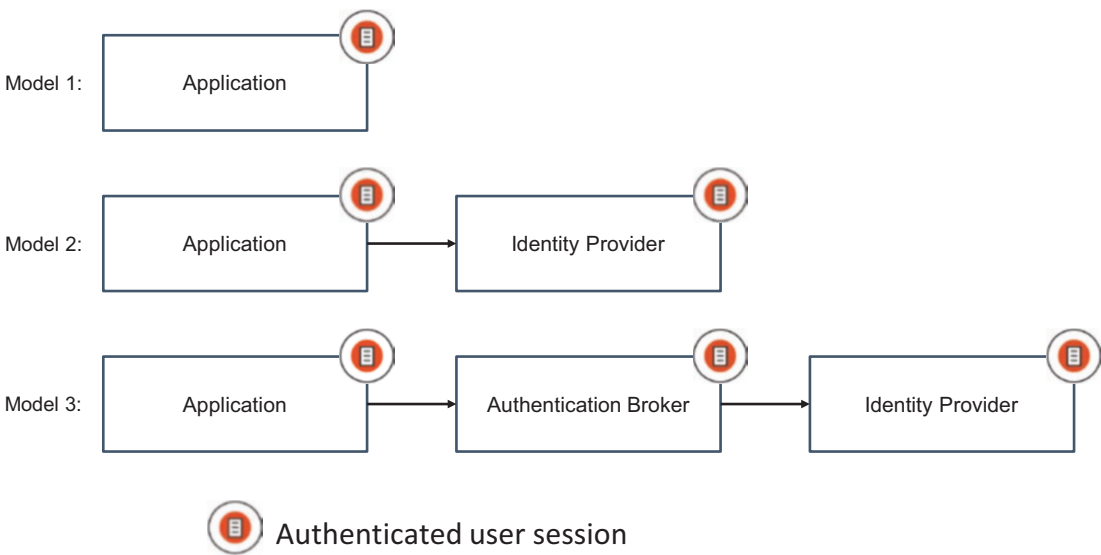 Model 1:
Application
Model 2:
Application
Identity Provider
Model 3:
Application
Authentication Broker
Identity Provider
Authenticated user session